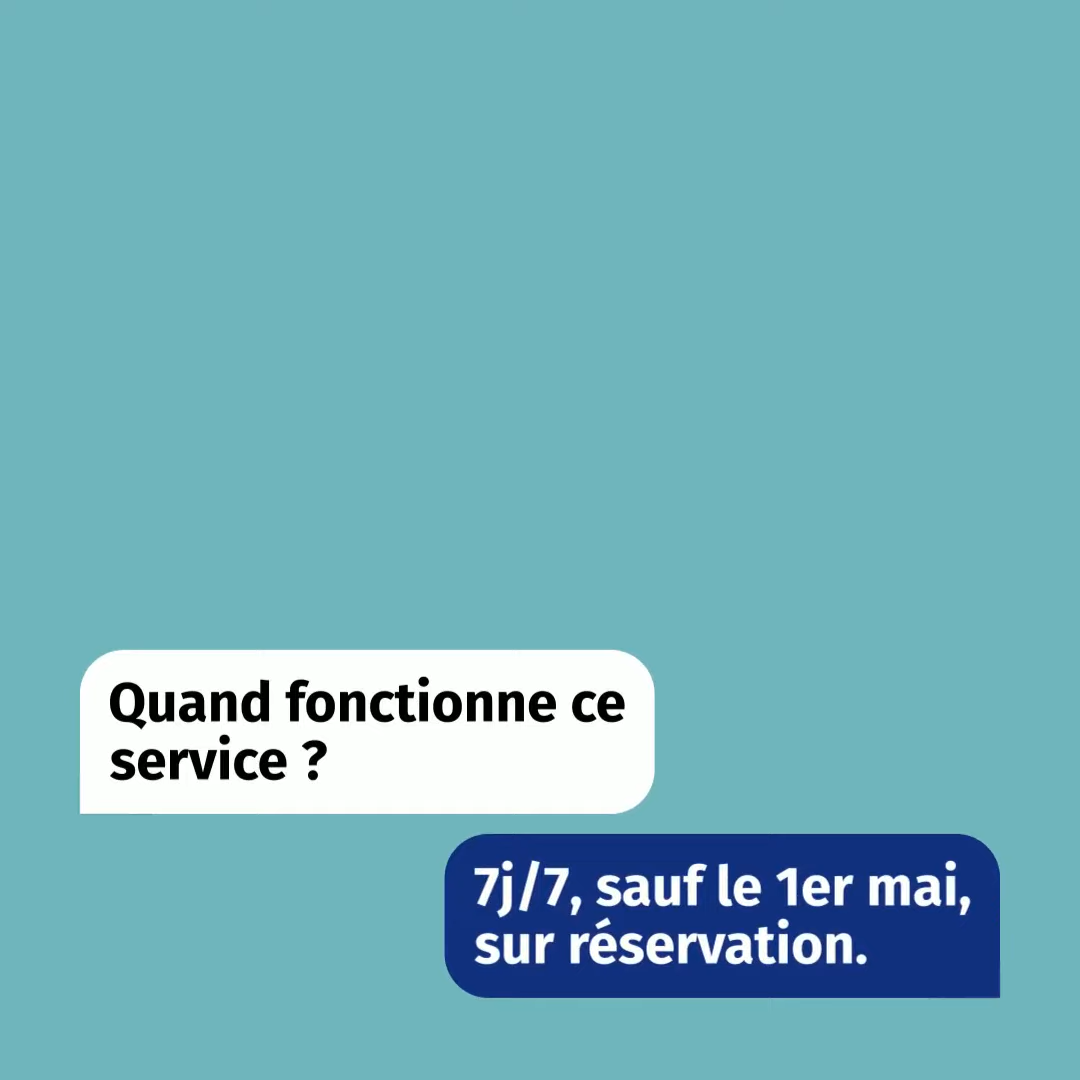 Quand fonctionne ce
service ?
7j/7, sauf le 1er mai,
sur réservation.